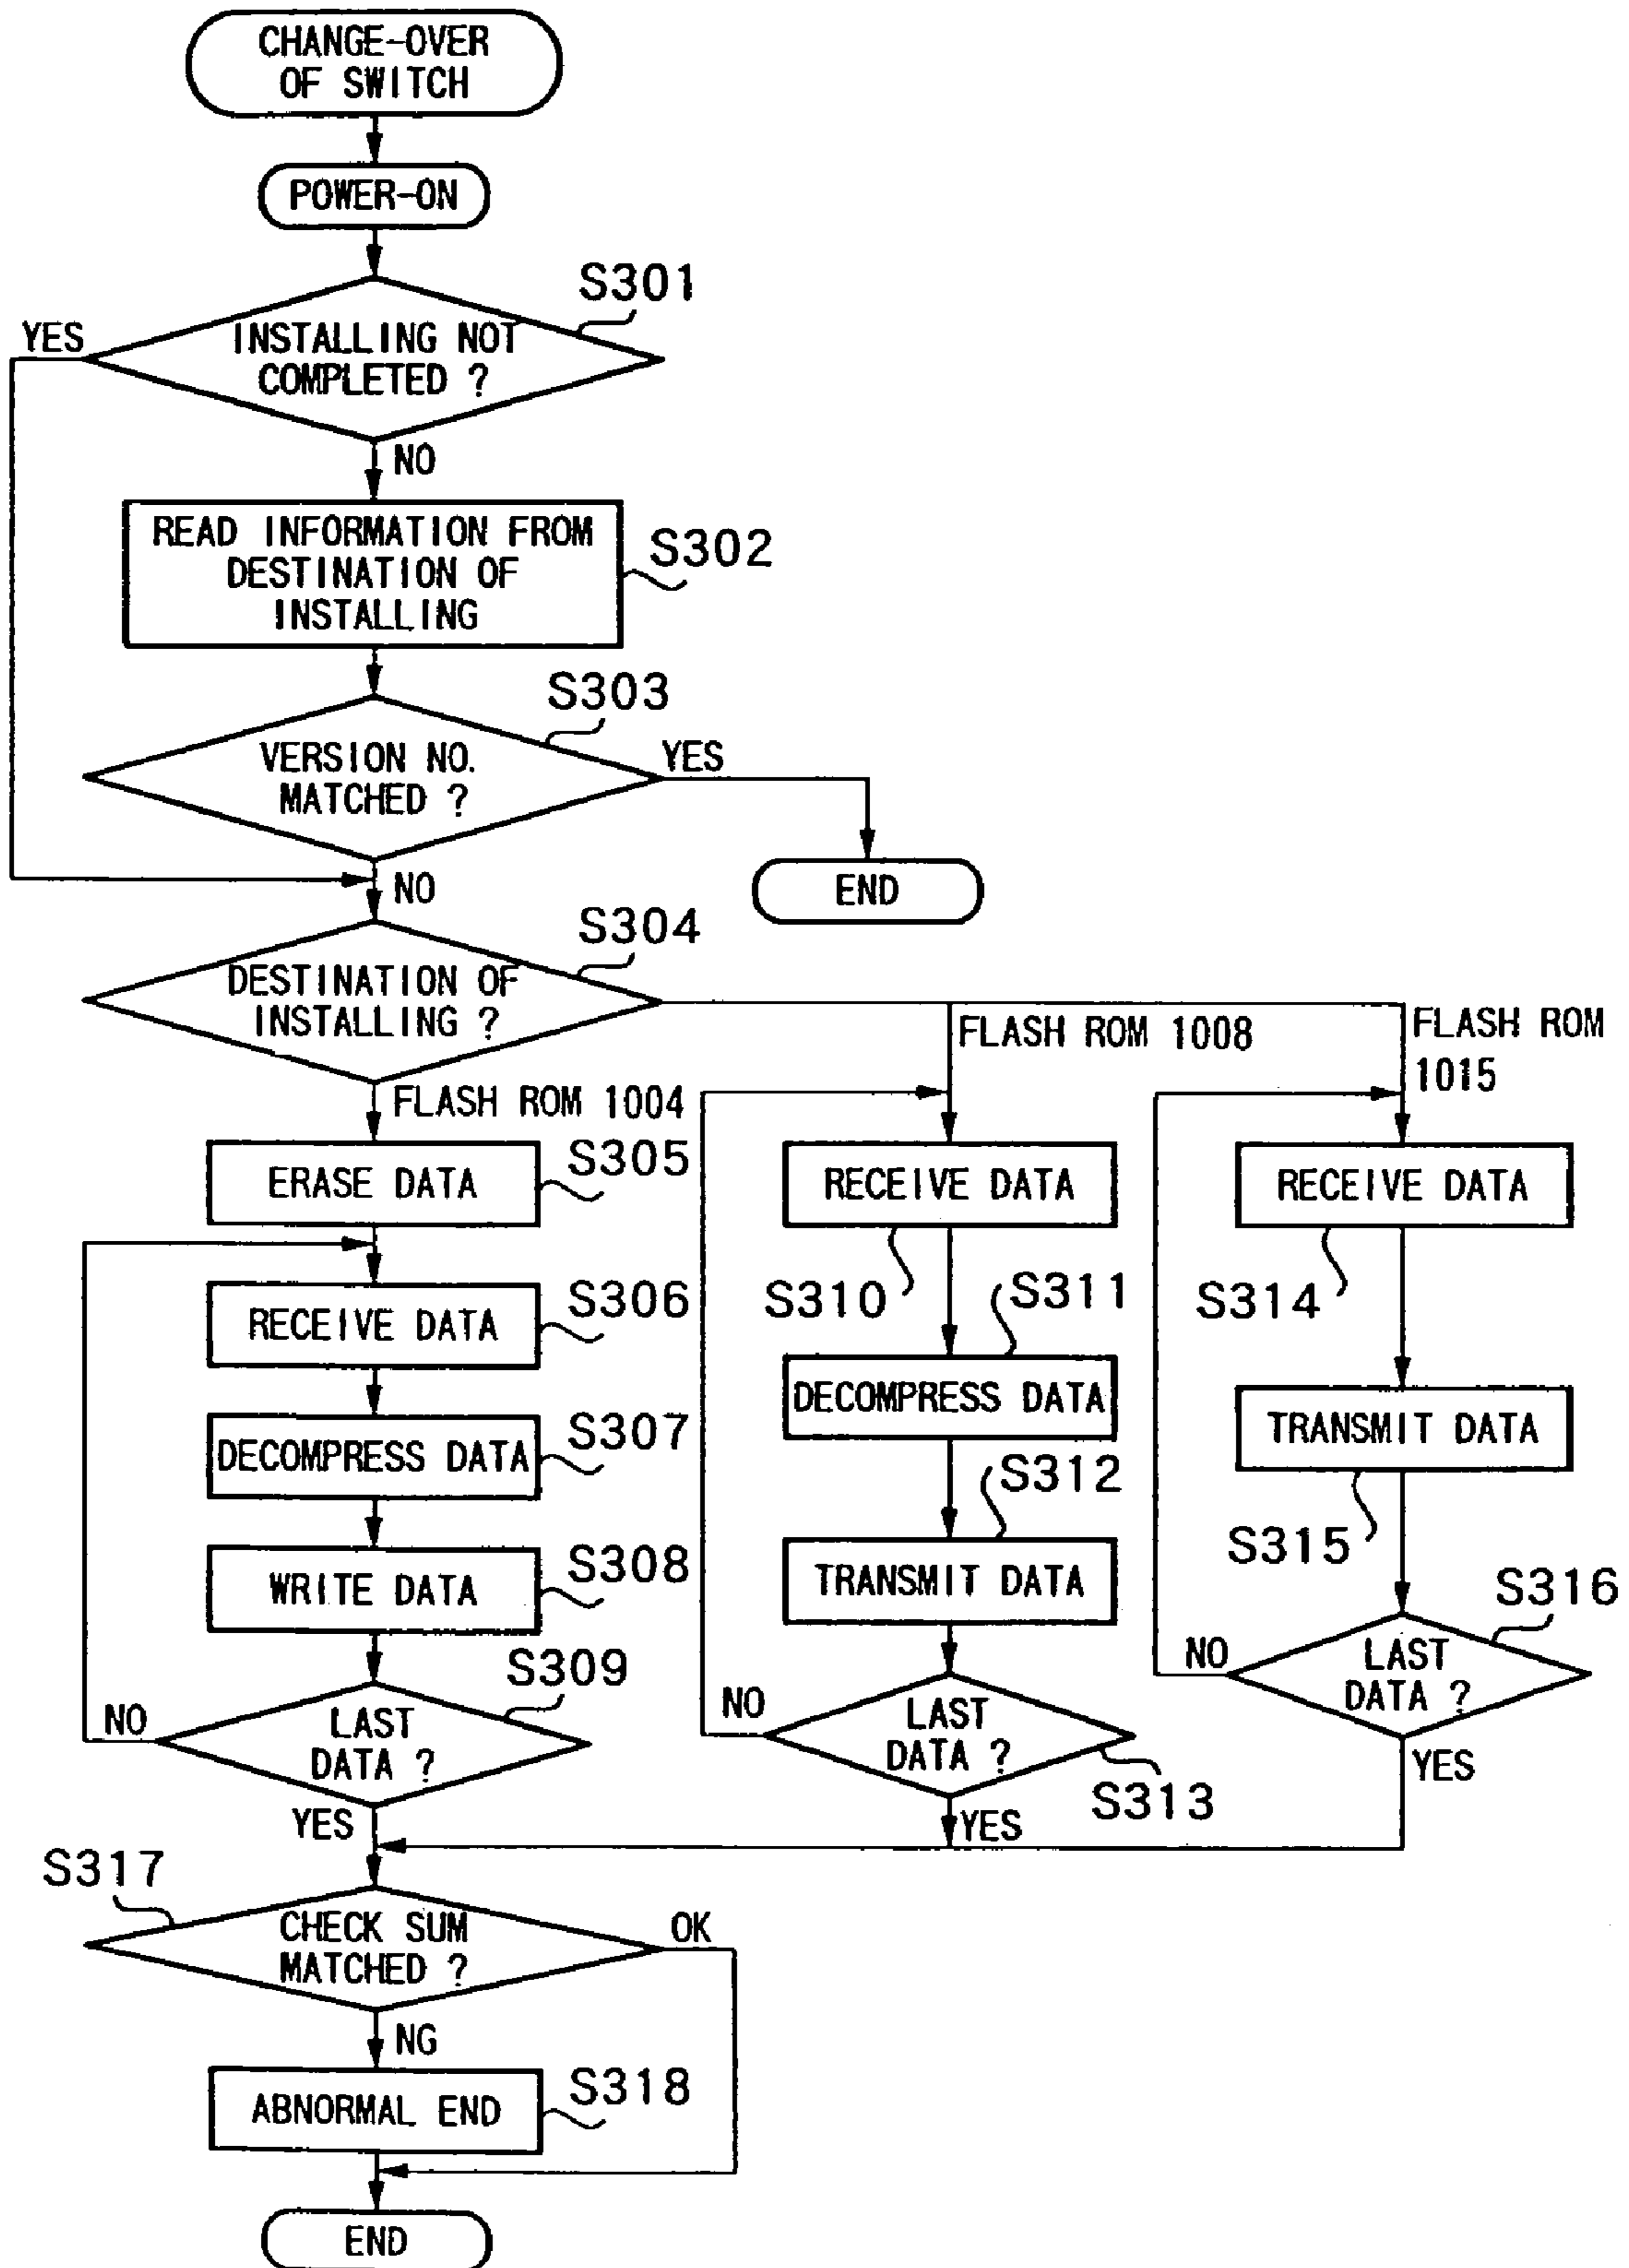 CHANGE-OVER
OF SWITCH
POWER-ON
S301
YES
INSTALLING NOT
COMPLETED ?
NO
READ INFORMATION FROM
DESTINATION OF
INSTALLING
S302
S303
VERSION NO.
MATCHED ?
YES
END
NO
S304
DESTINATION OF
INSTALLING ?
FLASH ROM 1004
FLASH ROM 1008
FLASH ROM
1015
ERASE DATA
S305
RECEIVE DATA
S306
DECOMPRESS DATA
S307
WRITE DATA
S308
S309
NO
LAST
DATA ?
YES
RECEIVE DATA
S310
S311
DECOMPRESS DATA
S312
TRANSMIT DATA
NO
LAST
DATA ?
S313
YES
RECEIVE DATA
S314
TRANSMIT DATA
S315
S316
NO
LAST
DATA ?
YES
S317
CHECK SUM
MATCHED ?
OK
NG
ABNORMAL END
S318
END